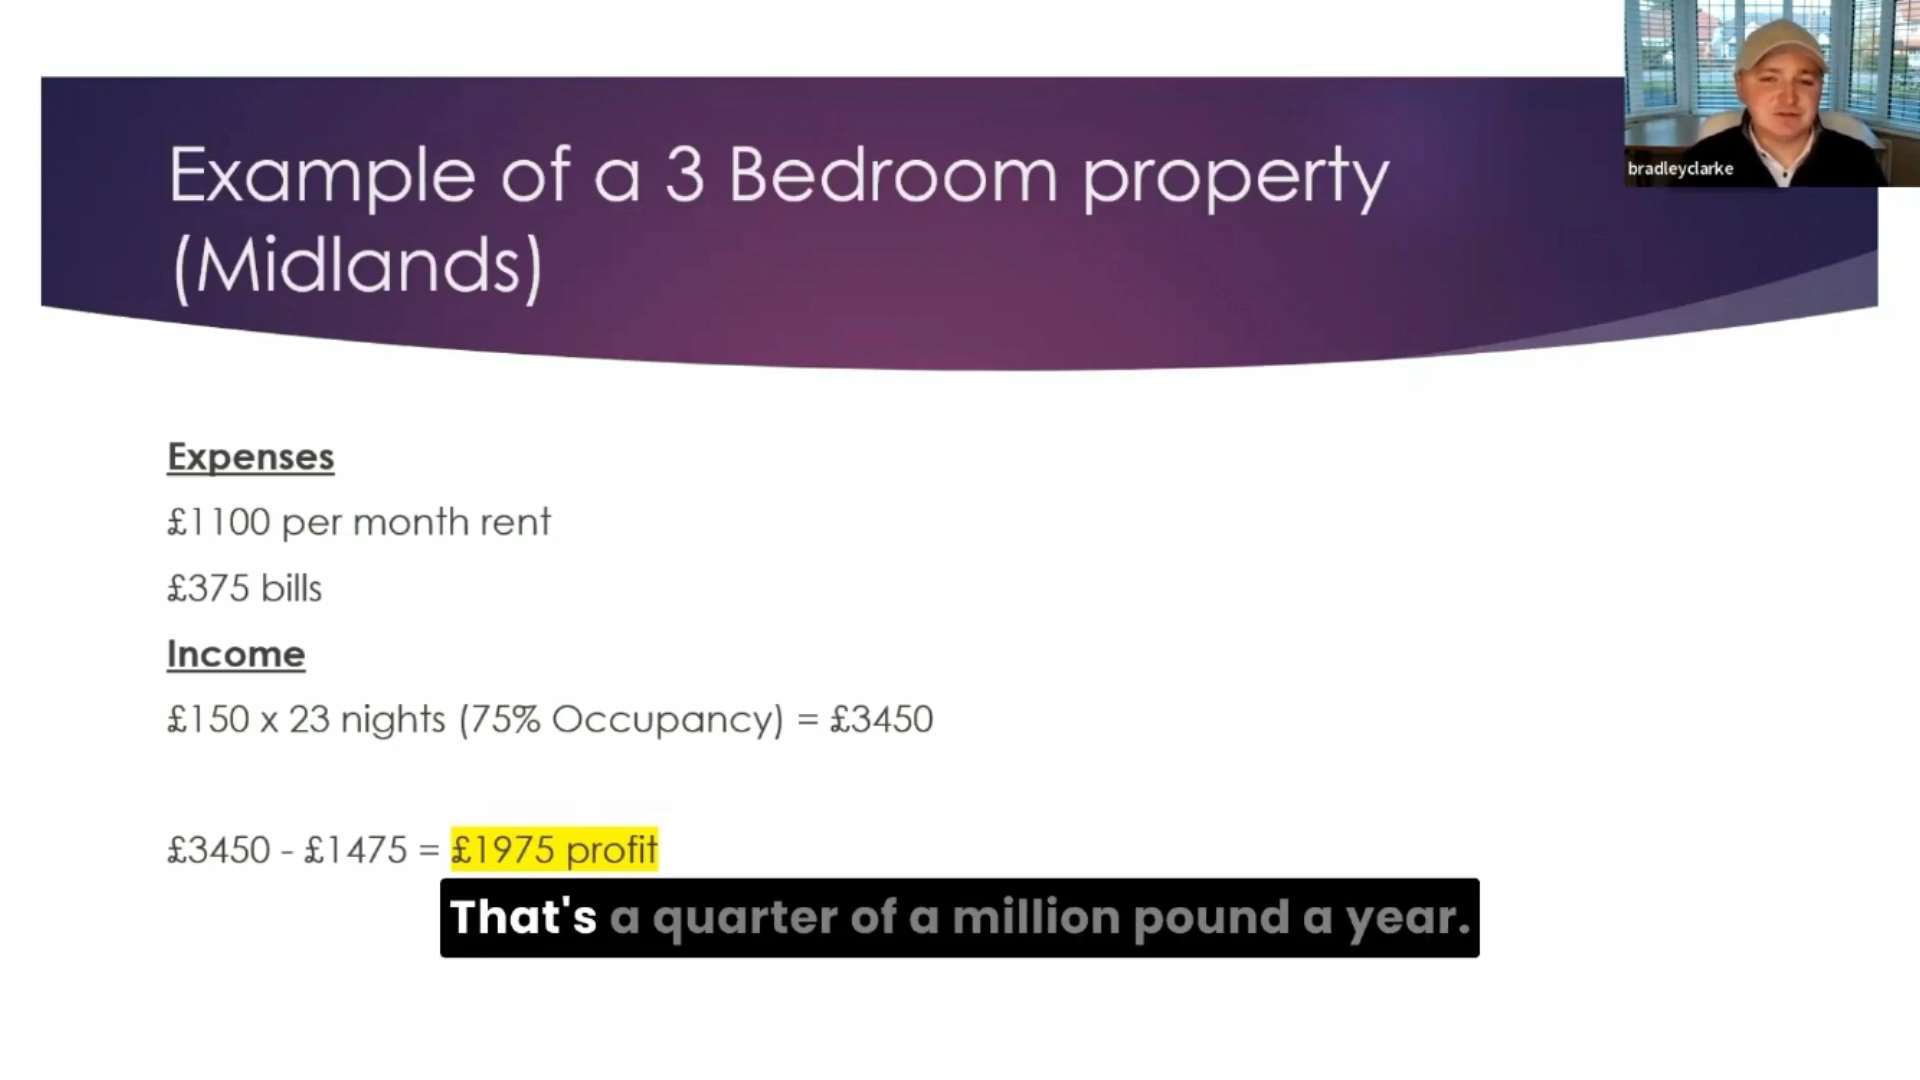 Example of a 3 Bedroom property
(Midlands)
bradleyclarke
Expenses
£1100 per month rent
£375 bills
Income
£150 x 23 nights (75% Occupancy) = £3450
£3450 - £1475 = £1975 profit
That's a quarter of a million pound a year.